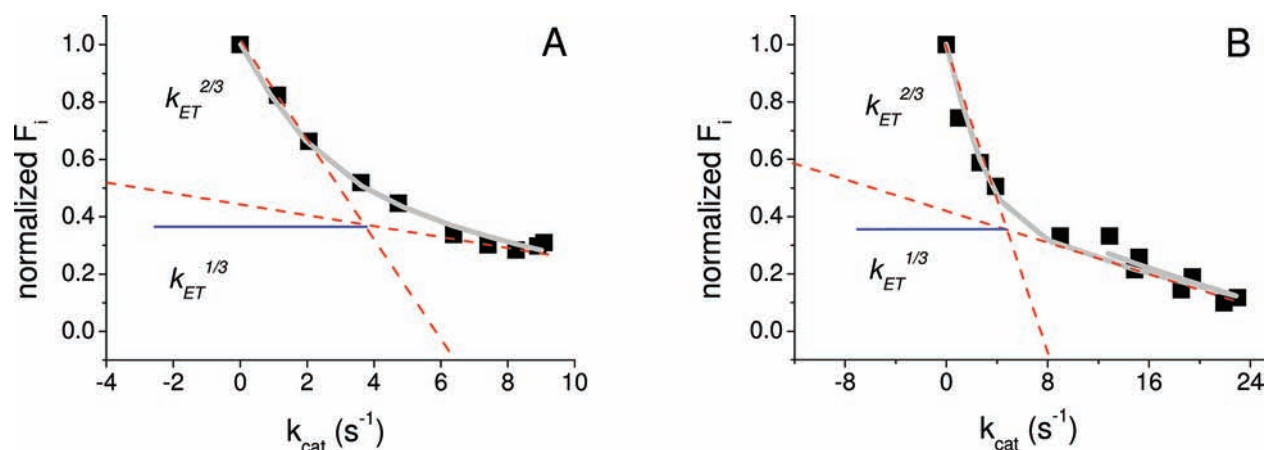 A
normalized F_i
1.0
0.8
0.6
0.4
0.2
0.0
k_ET^2/3
k_ET^1/3
-4 -2 0 2 4 6 8 10
k_cat (s^-1)
B
normalized F_i
1.0
0.8
0.6
0.4
0.2
0.0
k_ET^2/3
k_ET^1/3
-8 0 8 16 24
k_cat (s^-1)